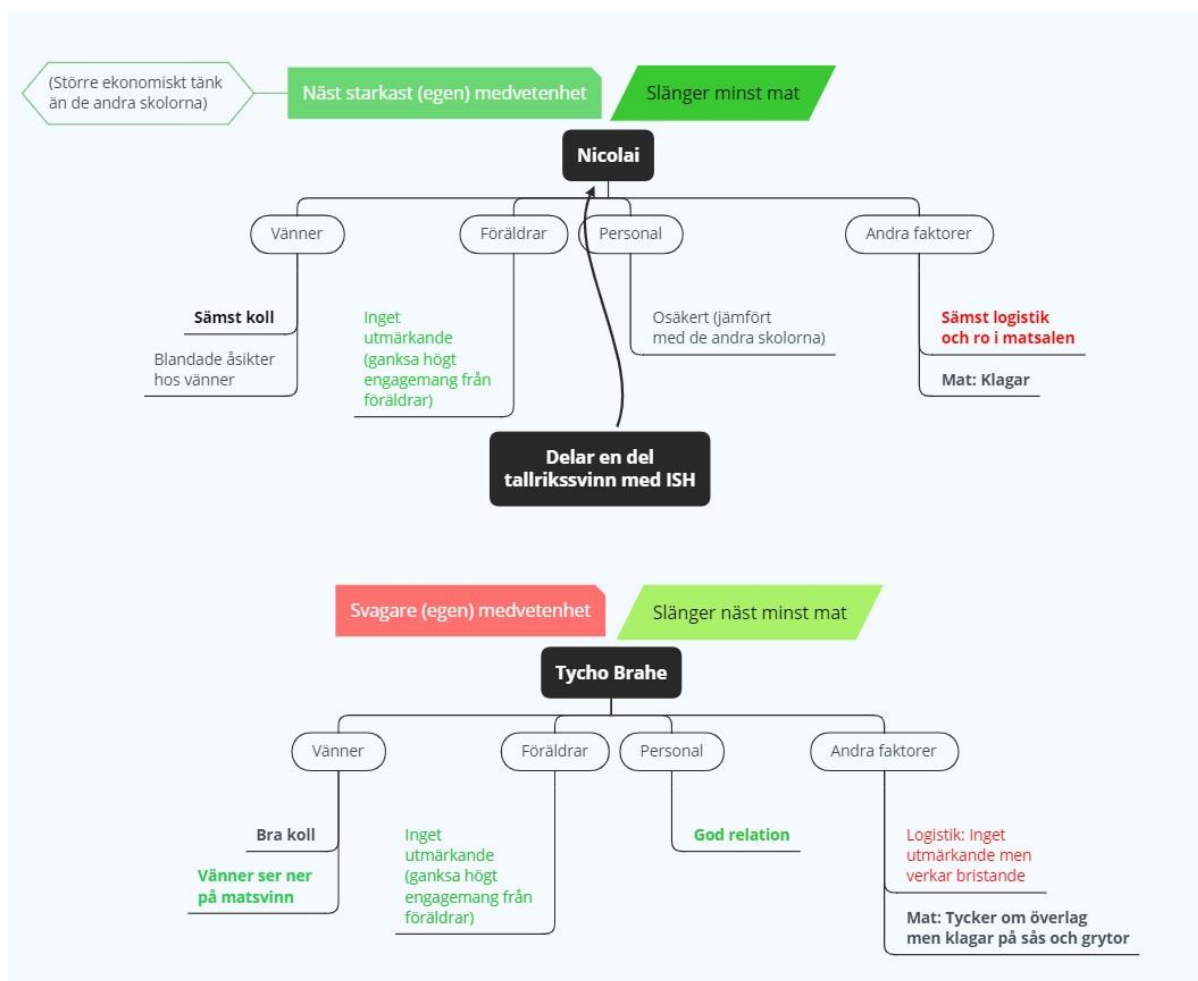 (Större ekonomiskt tänk
än de andra skolorna)
Näst starkast (egen) medvetenhet
Slänger minst mat
Nicolai
Vänner
Föräldrar
Personal
Andra faktorer
Sämst koll
Blandade åsikter
hos vänner
Inget
utmärkande
(ganksa högt
engagemang från
föräldrar)
Osäkert (jämfört
med de andra skolorna)
Sämst logistik
och ro i matsalen
Mat: Klagar
Delar en del
tallrikssvinn med ISH
Svagare (egen) medvetenhet
Slänger näst minst mat
Tycho Brahe
Vänner
Föräldrar
Personal
Andra faktorer
Bra koll
Vänner ser ner
på matsvinn
Inget
utmärkande
(ganksa högt
engagemang från
föräldrar)
God relation
Logistik: Inget
utmärkande men
verkar bristande
Mat: Tycker om överlag
men klagar på sås och grytor